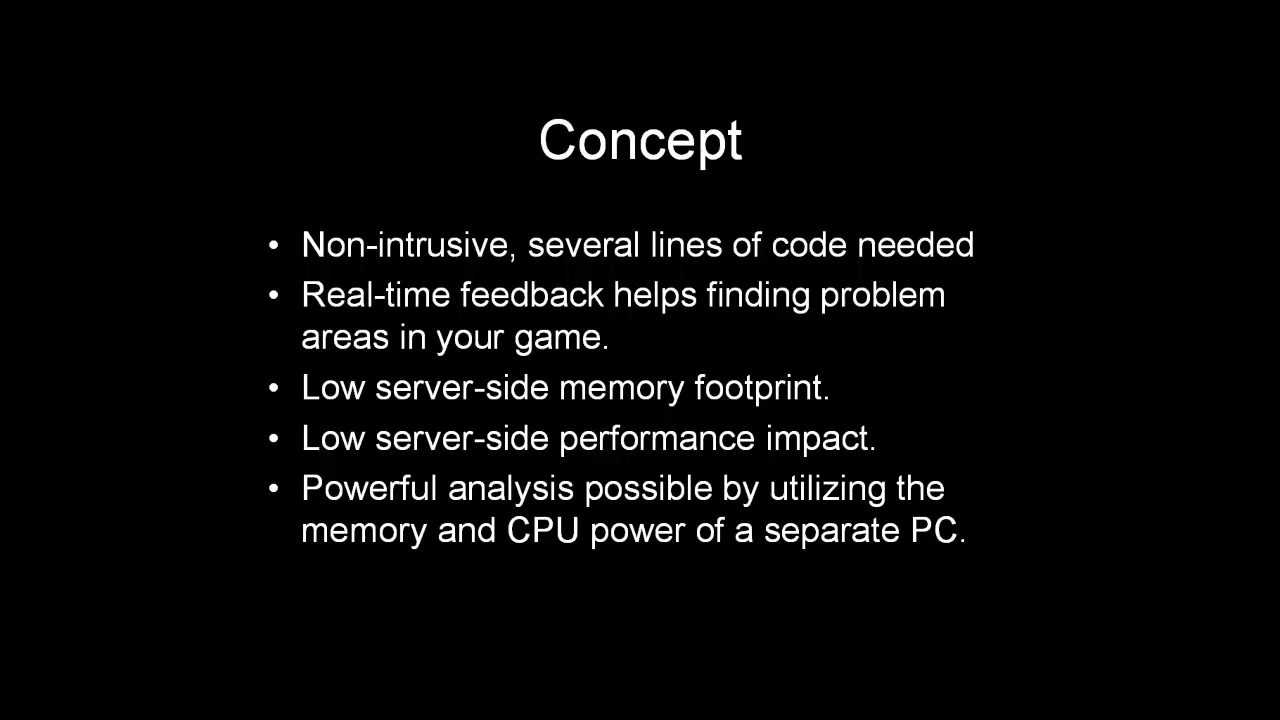 Concept
• Non-intrusive, several lines of code needed
• Real-time feedback helps finding problem
areas in your game.
• Low server-side memory footprint.
• Low server-side performance impact.
• Powerful analysis possible by utilizing the
memory and CPU power of a separate PC.